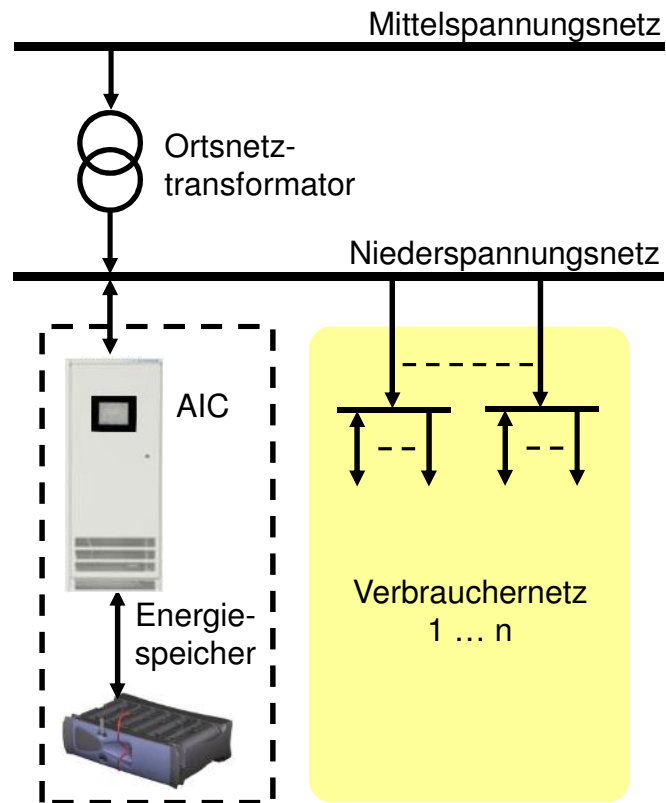 Mittelspannungsnetz
Ortsnetz-
transformator
Niederspannungsnetz
AIC
Energie-
speicher
Verbrauchernetz
1 … n